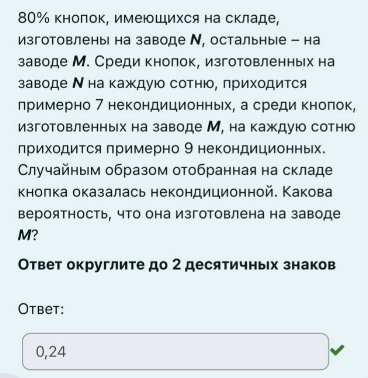 80% кнопок, имеющихся на складе,
изготовлены на заводе N, остальные – на
заводе M. Среди кнопок, изготовленных на
заводе N на каждую сотню, приходится
примерно 7 некондиционных, а среди кнопок,
изготовленных на заводе M, на каждую сотню
приходится примерно 9 некондиционных.
Случайным образом отобранная на складе
кнопка оказалась некондиционной. Какова
вероятность, что она изготовлена на заводе
M?
Ответ округлите до 2 десятичных знаков
Ответ:
0,24